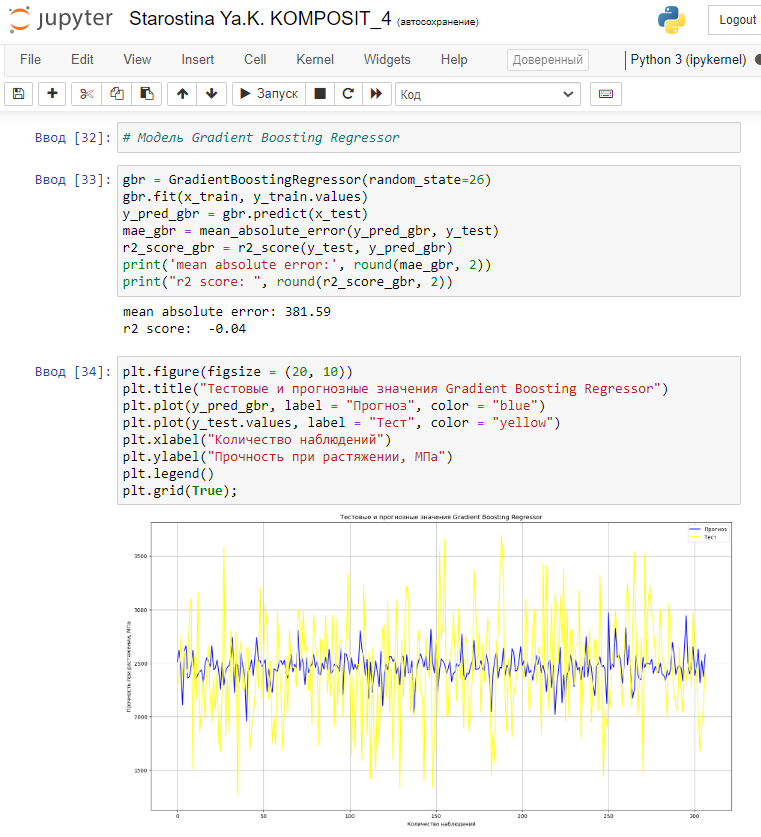 jupyter Starostina Ya.K. KOMPOSIT_4 (автосохранение)
Logout
File Edit View Insert Cell Kernel Widgets Help Доверенный Python 3 (ipykernel)
Запуск Код
Ввод [32]: # Модель Gradient Boosting Regressor
Ввод [33]: gbr = GradientBoostingRegressor(random_state=26)
gbr.fit(x_train, y_train.values)
y_pred_gbr = gbr.predict(x_test)
mae_gbr = mean_absolute_error(y_pred_gbr, y_test)
r2_score_gbr = r2_score(y_test, y_pred_gbr)
print('mean absolute error:', round(mae_gbr, 2))
print("r2 score: ", round(r2_score_gbr, 2))
mean absolute error: 381.59
r2 score:  -0.04
Ввод [34]: plt.figure(figsize = (20, 10))
plt.title("Тестовые и прогнозные значения Gradient Boosting Regressor")
plt.plot(y_pred_gbr, label = "Прогноз", color = "blue")
plt.plot(y_test.values, label = "Тест", color = "yellow")
plt.xlabel("Количество наблюдений")
plt.ylabel("Прочность при растяжении, МПа")
plt.legend()
plt.grid(True);
Тестовые и прогнозные значения Gradient Boosting Regressor
Прогноз
Тест
3500
3000
2500
2000
1500
Прочность при растяжении, МПа
0 50 100 150 200 250 300
Количество наблюдений